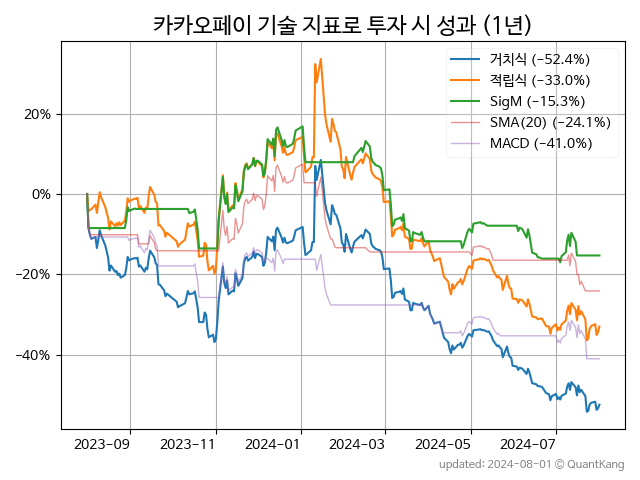 카카오페이 기술 지표로 투자 시 성과 (1년)
거치식 (−52.4%)
적립식 (−33.0%)
SigM (−15.3%)
SMA(20) (−24.1%)
MACD (−41.0%)
20%
0%
−20%
−40%
2023−09 2023−11 2024−01 2024−03 2024−05 2024−07
updated: 2024−08−01 © QuantKang